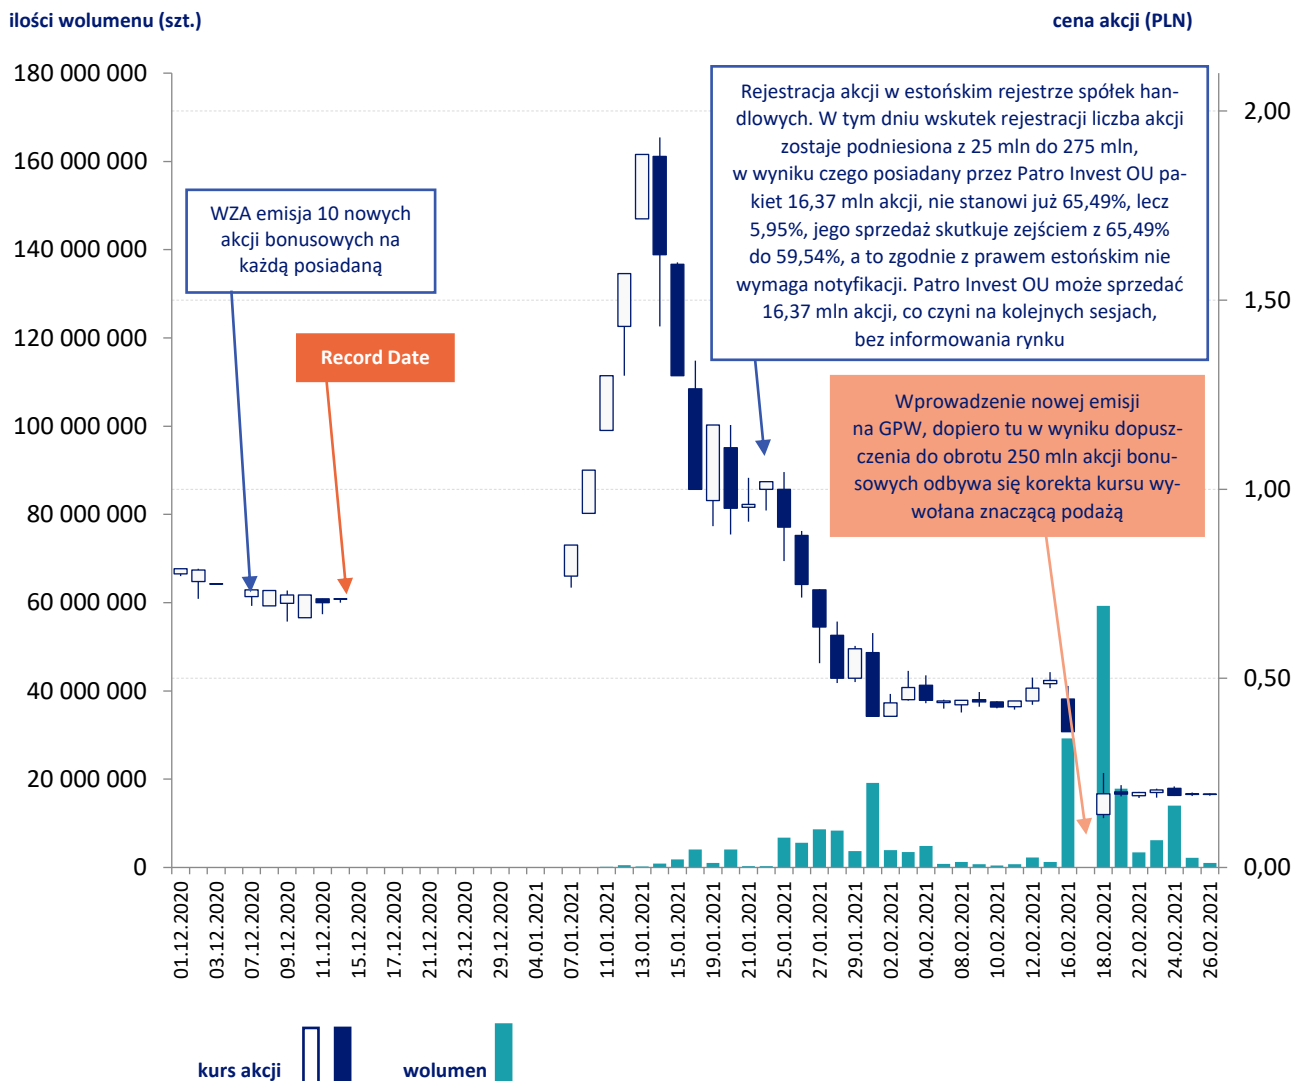 ilości wolumenu (szt.)
cena akcji (PLN)
180 000 000
160 000 000
140 000 000
120 000 000
100 000 000
80 000 000
60 000 000
40 000 000
20 000 000
0
2,00
1,50
1,00
0,50
0,00
WZA emisja 10 nowych
akcji bonusowych na
każdą posiadaną
Record Date
Rejestracja akcji w estońskim rejestrze spółek han-
dlowych. W tym dniu wskutek rejestracji liczba akcji
zostaje podniesiona z 25 mln do 275 mln,
w wyniku czego posiadany przez Patro Invest OU pa-
kiet 16,37 mln akcji, nie stanowi już 65,49%, lecz
5,95%, jego sprzedaż skutkuje zejściem z 65,49%
do 59,54%, a to zgodnie z prawem estońskim nie
wymaga notyfikacji. Patro Invest OU może sprzedać
16,37 mln akcji, co czyni na kolejnych sesjach,
bez informowania rynku
Wprowadzenie nowej emisji
na GPW, dopiero tu w wyniku dopusz-
czenia do obrotu 250 mln akcji bonu-
sowych odbywa się korekta kursu wy-
wołana znaczącą podażą
01.12.2020
03.12.2020
07.12.2020
09.12.2020
11.12.2020
15.12.2020
17.12.2020
21.12.2020
23.12.2020
29.12.2020
04.01.2021
07.01.2021
11.01.2021
13.01.2021
15.01.2021
19.01.2021
21.01.2021
25.01.2021
27.01.2021
29.01.2021
02.02.2021
04.02.2021
08.02.2021
10.02.2021
12.02.2021
16.02.2021
18.02.2021
22.02.2021
24.02.2021
26.02.2021
kurs akcji
wolumen